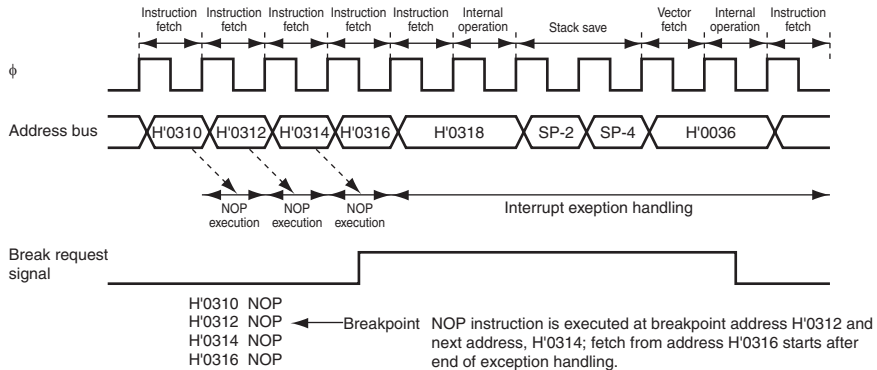 Instruction fetch
Instruction fetch
Instruction fetch
Instruction fetch
Instruction fetch
Internal operation
Stack save
Vector fetch
Internal operation
Instruction fetch
φ
Address bus
H'0310 H'0312 H'0314 H'0316 H'0318 SP-2 SP-4 H'0036
NOP execution
NOP execution
NOP execution
Interrupt exeption handling
Break request
signal
H'0310 NOP
H'0312 NOP
H'0314 NOP
H'0316 NOP
Breakpoint
NOP instruction is executed at breakpoint address H'0312 and
next address, H'0314; fetch from address H'0316 starts after
end of exception handling.